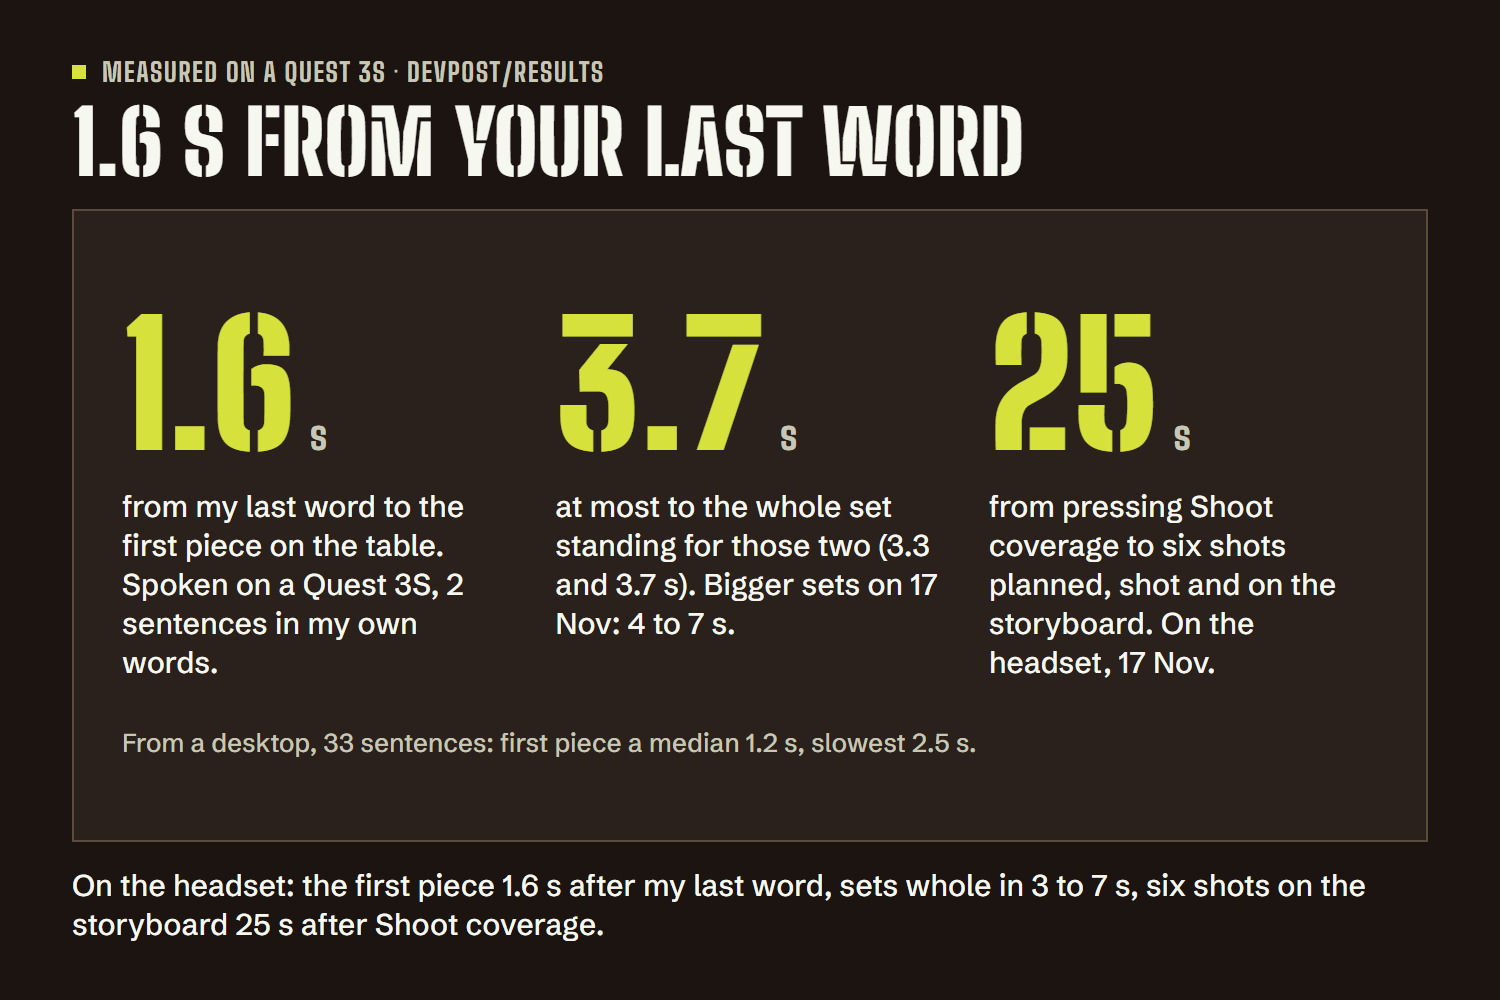 MEASURED ON A QUEST 3S · DEVPOST/RESULTS
1.6 S FROM YOUR LAST WORD
1.6 s
from my last word to the
first piece on the table.
Spoken on a Quest 3S, 2
sentences in my own
words.
3.7 s
at most to the whole set
standing for those two (3.3
and 3.7 s). Bigger sets on 17
Nov: 4 to 7 s.
25 s
from pressing Shoot
coverage to six shots
planned, shot and on the
storyboard. On the
headset, 17 Nov.
From a desktop, 33 sentences: first piece a median 1.2 s, slowest 2.5 s.
On the headset: the first piece 1.6 s after my last word, sets whole in 3 to 7 s, six shots on the
storyboard 25 s after Shoot coverage.